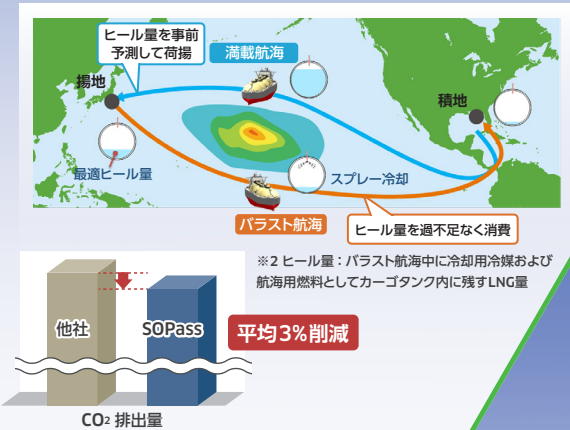 ヒール量を事前
予測して荷揚
満載航海
揚地
積地
最適ヒール量
スプレー冷却
バラスト航海
ヒール量を過不足なく消費
※2 ヒール量：バラスト航海中に冷却用冷媒および
航海用燃料としてカーゴタンク内に残すLNG量
他社
SOPass
平均3%削減
CO2 排出量